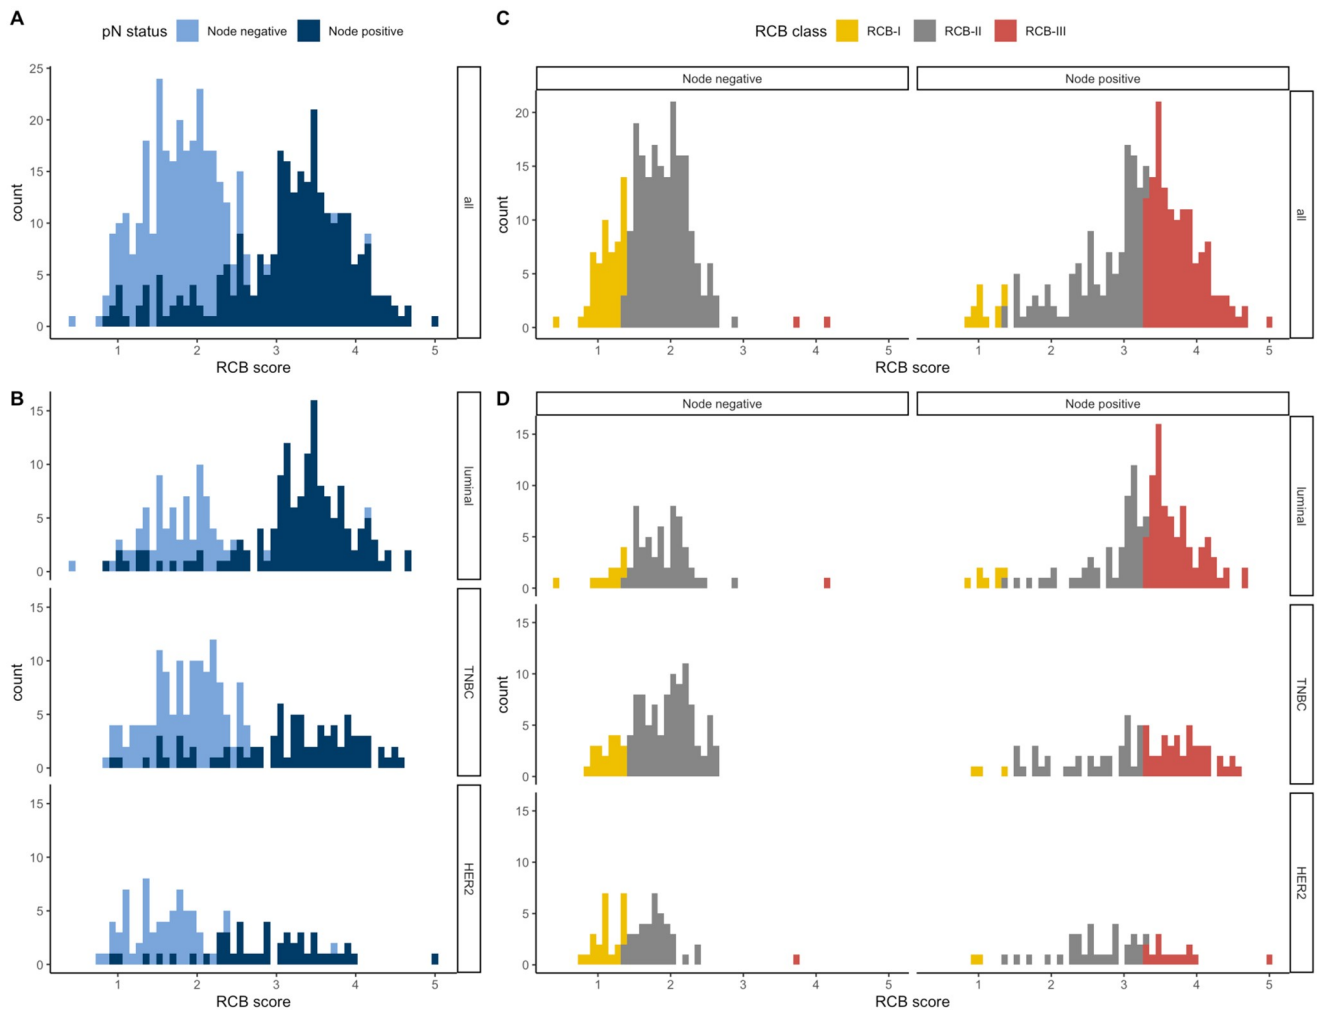 A
pN status Node negative Node positive
25
20
15
10
5
0
count
all
1 2 3 4 5
RCB score
B
15
10
5
0
luminal
15
10
5
0
count
TNBC
15
10
5
0
HER2
1 2 3 4 5
RCB score
C
RCB class RCB-I RCB-II RCB-III
Node negative Node positive
20
15
10
5
0
count
all
1 2 3 4 5 1 2 3 4 5
RCB score
D
Node negative Node positive
15
10
5
0
luminal
15
10
5
0
count
TNBC
15
10
5
0
HER2
1 2 3 4 5 1 2 3 4 5
RCB score